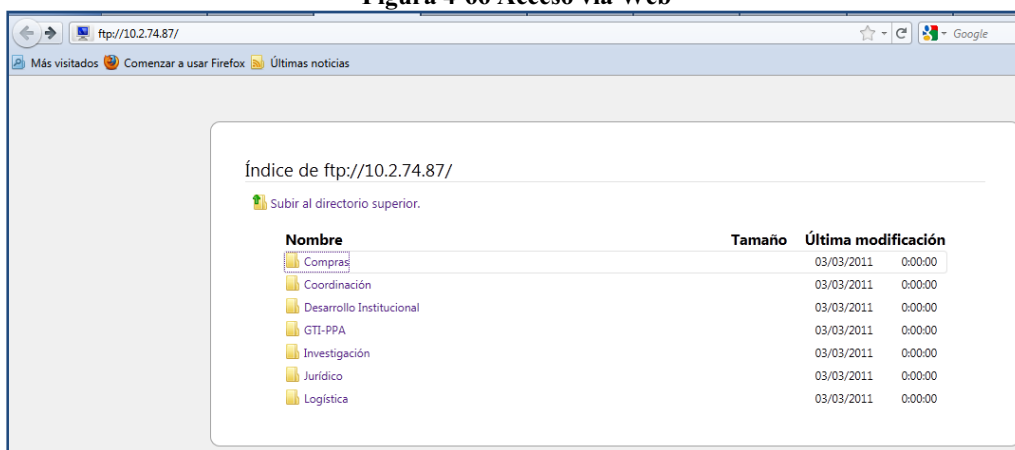 Figura 4-66 Acceso vía Web
ftp://10.2.74.87/
Google
Más visitados Comenzar a usar Firefox Últimas noticias
Índice de ftp://10.2.74.87/
Subir al directorio superior.
Nombre Tamaño Última modificación
Compras 03/03/2011 0:00:00
Coordinación 03/03/2011 0:00:00
Desarrollo Institucional 03/03/2011 0:00:00
GTI-PPA 03/03/2011 0:00:00
Investigación 03/03/2011 0:00:00
Jurídico 03/03/2011 0:00:00
Logística 03/03/2011 0:00:00